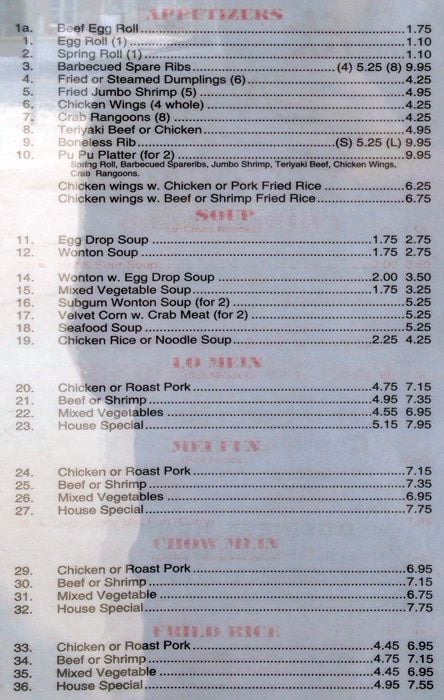 APPETIZERS
1a. Beef Egg Roll 1.75
1. Egg Roll (1) 1.10
2. Spring Roll (1) 1.10
3. Barbecued Spare Ribs (4) 5.25 (8) 9.95
4. Fried or Steamed Dumplings (6) 4.25
5. Fried Jumbo Shrimp (5) 4.95
6. Chicken Wings (4 whole) 4.25
7. Crab Rangoons (8) 4.25
8. Teriyaki Beef or Chicken 4.95
9. Boneless Rib (S) 5.25 (L) 9.95
10. Pu Pu Platter (for 2) 9.95
Spring Roll, Barbecued Spareribs, Jumbo Shrimp, Teriyaki Beef, Chicken Wings,
Crab Rangoons.
Chicken wings w. Chicken or Pork Fried Rice 6.25
Chicken wings w. Beef or Shrimp Fried Rice 6.75
SOUP
11. Egg Drop Soup 1.75 2.75
12. Wonton Soup 1.75 2.75
& Sour Soup
14. Wonton w. Egg Drop Soup 2.00 3.50
15. Mixed Vegetable Soup 1.75 3.25
16. Subgum Wonton Soup (for 2) 5.25
17. Velvet Corn w. Crab Meat (for 2) 5.25
18. Seafood Soup 5.25
19. Chicken Rice or Noodle Soup 2.25 4.25
LO MEIN
20. Chicken or Roast Pork 4.75 7.15
21. Beef or Shrimp 4.95 7.35
22. Mixed Vegetables 4.55 6.95
23. House Special 5.15 7.95
MEI FUN
24. Chicken or Roast Pork 7.15
25. Beef or Shrimp 7.35
26. Mixed Vegetables 6.95
27. House Special 7.75
CHOW MEIN
29. Chicken or Roast Pork 6.95
30. Beef or Shrimp 7.15
31. Mixed Vegetable 6.75
32. House Special 7.75
FRILD RICE
33. Chicken or Roast Pork 4.45 6.95
34. Beef or Shrimp 4.75 7.15
35. Mixed Vegetable 4.45 6.95
36. House Special 4.95 7.55